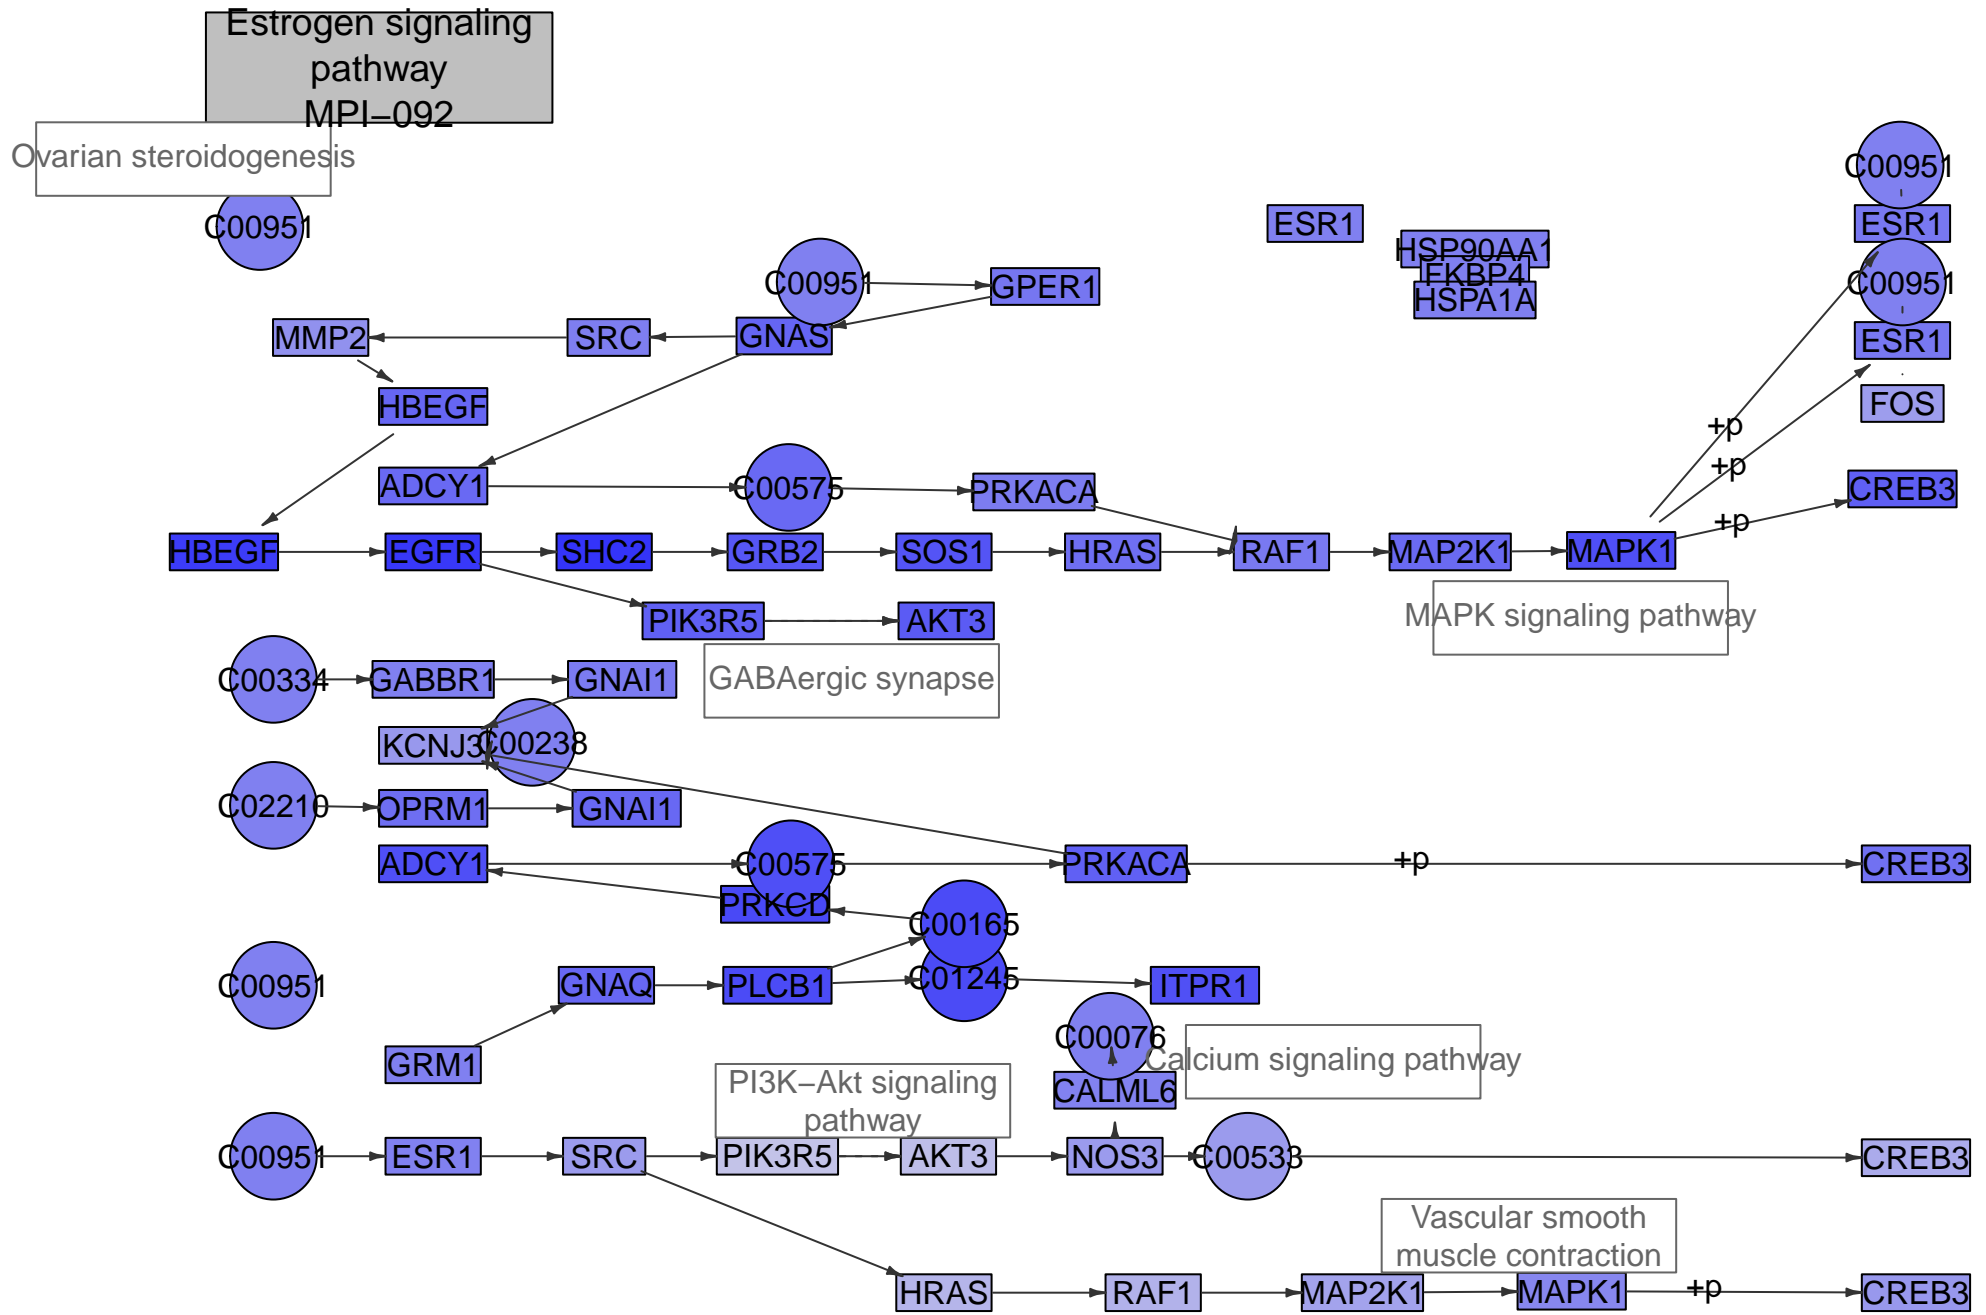 Estrogen signaling
pathway
MPI−092
Ovarian steroidogenesis
C00951
C00951
ESR1
ESR1
C00951
HSP90AA1
FKBP4
HSPA1A
C00951
GPER1
C00951
MMP2
SRC
GNAS
ESR1
HBEGF
FOS
+p
+p
ADCY1
C00575
PRKACA
CREB3
+p
HBEGF
EGFR
SHC2
GRB2
SOS1
HRAS
RAF1
MAP2K1
MAPK1
PIK3R5
AKT3
MAPK signaling pathway
C00334
GABBR1
GNAI1
GABAergic synapse
KCNJ3
C00238
C02210
OPRM1
GNAI1
ADCY1
C00575
PRKACA
+p
CREB3
PRKCD
C00165
C00951
GNAQ
PLCB1
C01245
ITPR1
C00076
Calcium signaling pathway
GRM1
PI3K−Akt signaling
pathway
CALML6
C00951
ESR1
SRC
PIK3R5
AKT3
NOS3
C00533
CREB3
Vascular smooth
muscle contraction
HRAS
RAF1
MAP2K1
MAPK1
+p
CREB3